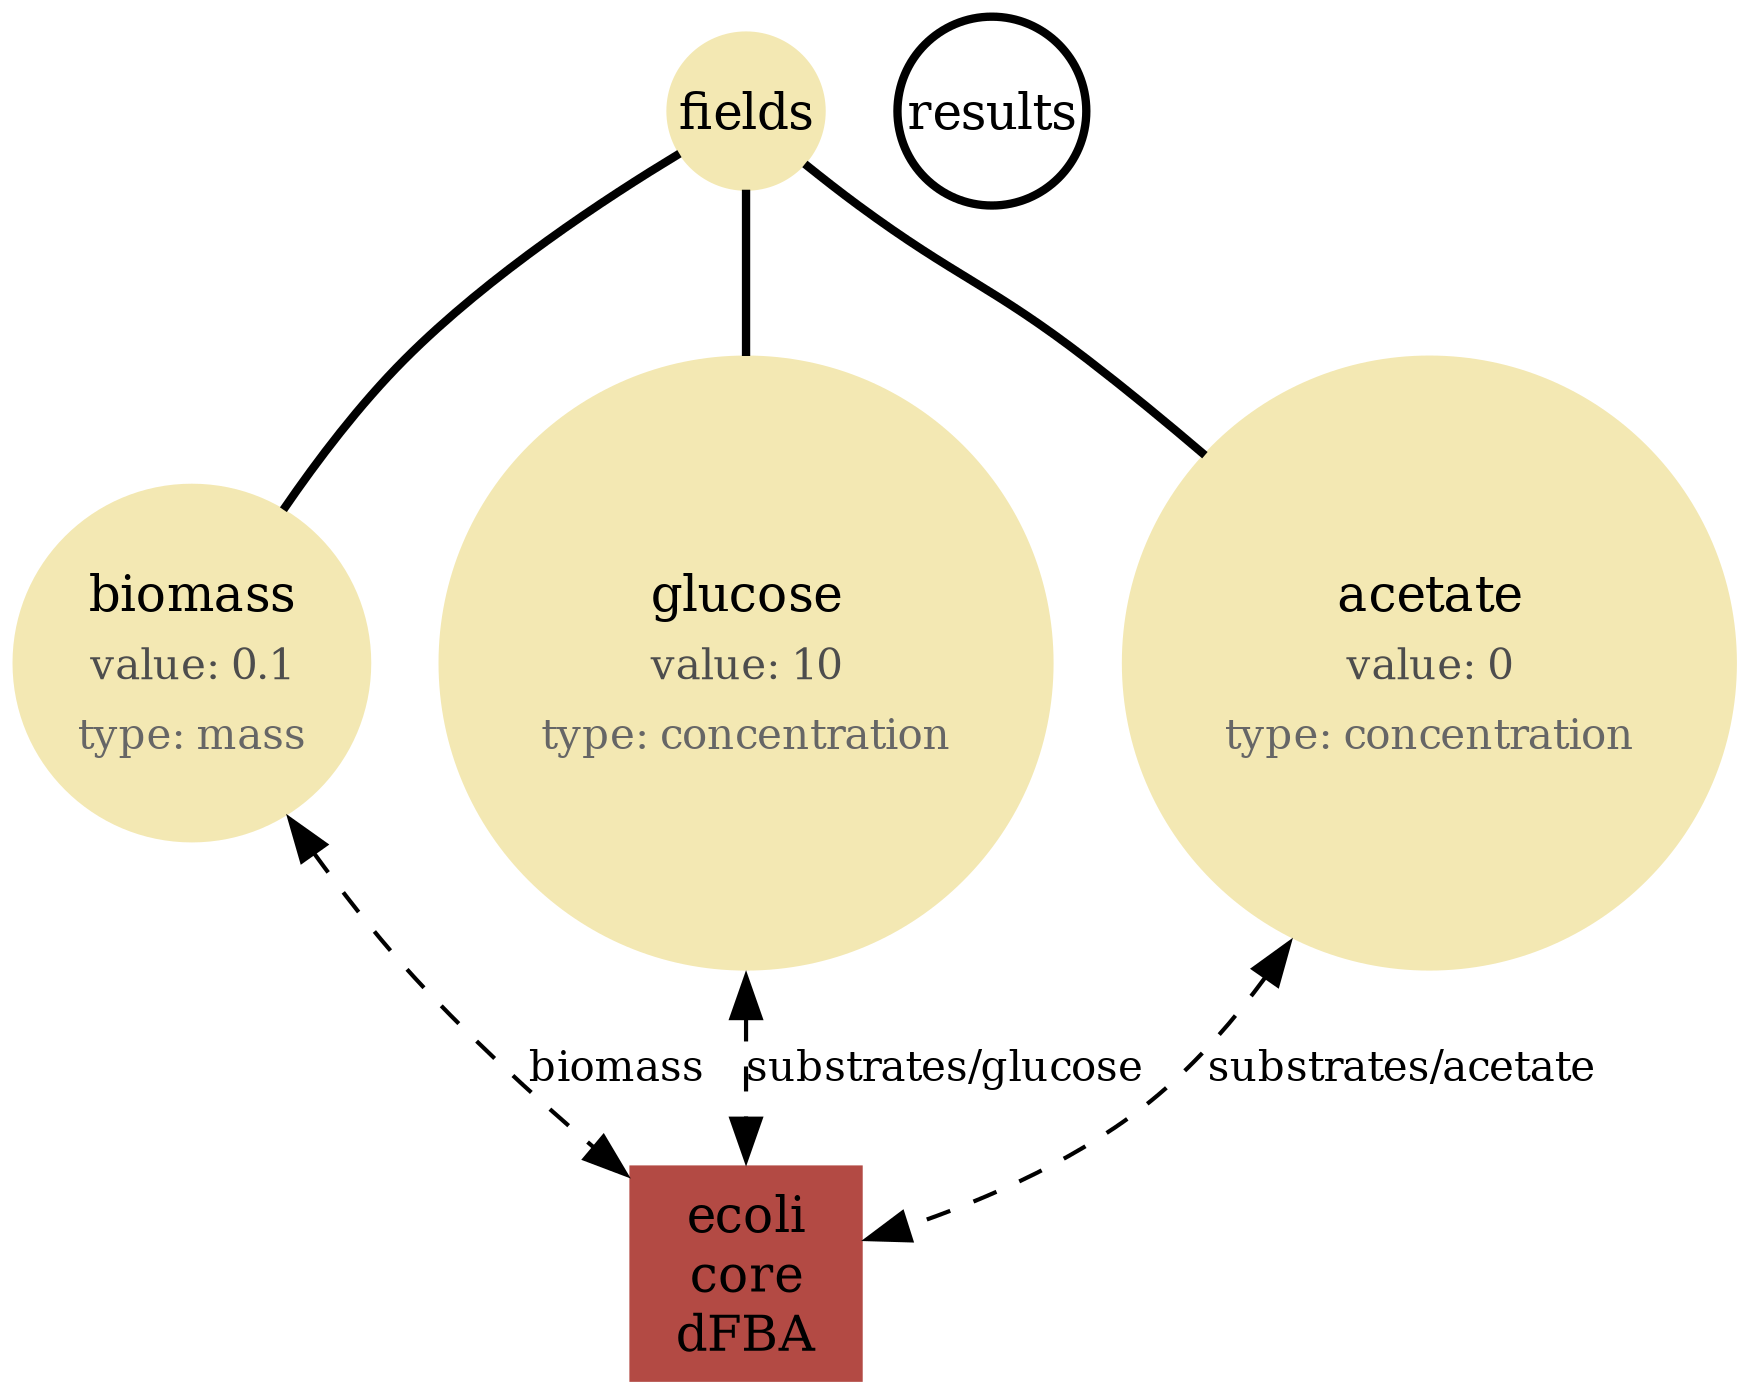 fields
results
biomass
value: 0.1
type: mass
glucose
value: 10
type: concentration
acetate
value: 0
type: concentration
biomass
substrates/glucose
substrates/acetate
ecoli
core
dFBA